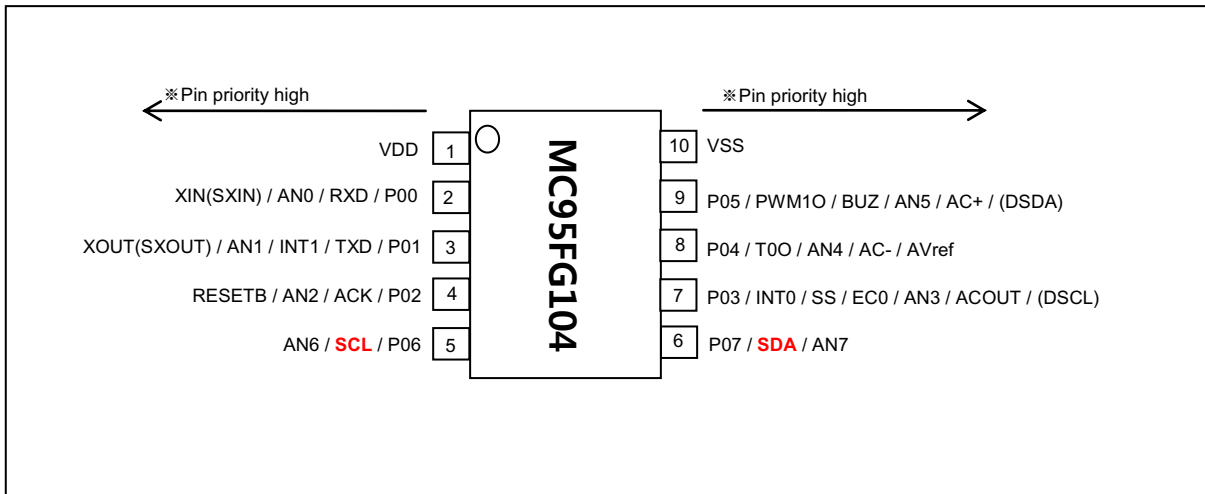 ※Pin priority high
※Pin priority high
VDD 1
XIN(SXIN) / AN0 / RXD / P00 2
XOUT(SXOUT) / AN1 / INT1 / TXD / P01 3
RESETB / AN2 / ACK / P02 4
AN6 / SCL / P06 5
MC95FG104
10 VSS
9 P05 / PWM1O / BUZ / AN5 / AC+ / (DSDA)
8 P04 / T0O / AN4 / AC- / AVref
7 P03 / INT0 / SS / EC0 / AN3 / ACOUT / (DSCL)
6 P07 / SDA / AN7